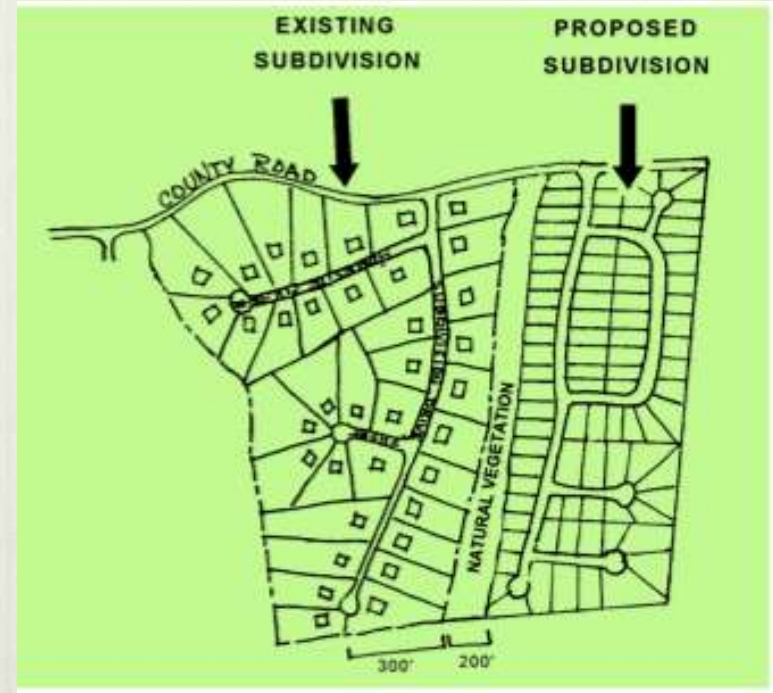 EXISTING
SUBDIVISION
PROPOSED
SUBDIVISION
COUNTY ROAD
NATURAL VEGETATION
300'
200'